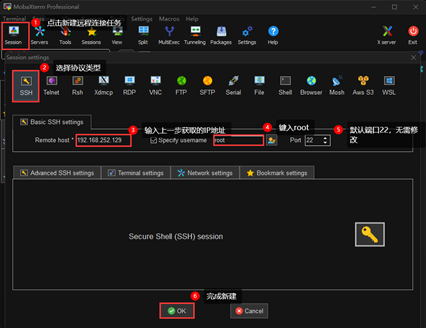 MobaXterm Professional
Terminal Settings Macros Help
1 点击新建远程连接任务
Session Servers Tools Sessions View Split MultiExec Tunneling Packages Settings Help X server Exit
Session settings
2 选择协议类型
SSH Telnet Rsh Xdmcp RDP VNC FTP SFTP Serial File Shell Browser Mosh Aws S3 WSL
Basic SSH settings
3 输入上一步获取的IP地址
4 键入root
5 默认端口22，无需修改
Remote host * 192.168.252.129 Specify username root Port 22
Advanced SSH settings Terminal settings Network settings Bookmark settings
Secure Shell (SSH) session
6 完成新建
OK Cancel